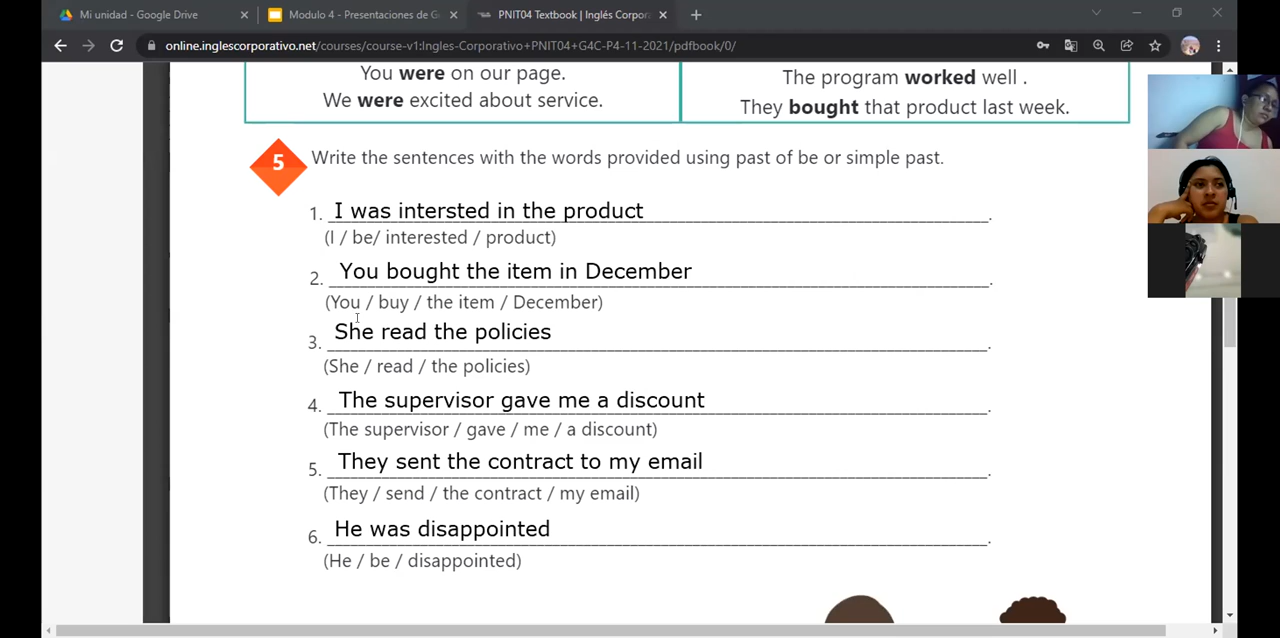 Mi unidad - Google Drive
Modulo 4 - Presentaciones de G
PNIT04 Textbook | Inglés Corpor
online.inglescorporativo.net/courses/course-v1:Ingles-Corporativo+PNIT04+G4C-P4-11-2021/pdfbook/0/
You were on our page.
We were excited about service.
The program worked well .
They bought that product last week.
5
Write the sentences with the words provided using past of be or simple past.
1. I was intersted in the product.
(I / be/ interested / product)
2. You bought the item in December.
(You / buy / the item / December)
3. She read the policies.
(She / read / the policies)
4. The supervisor gave me a discount.
(The supervisor / gave / me / a discount)
5. They sent the contract to my email.
(They / send / the contract / my email)
6. He was disappointed.
(He / be / disappointed)